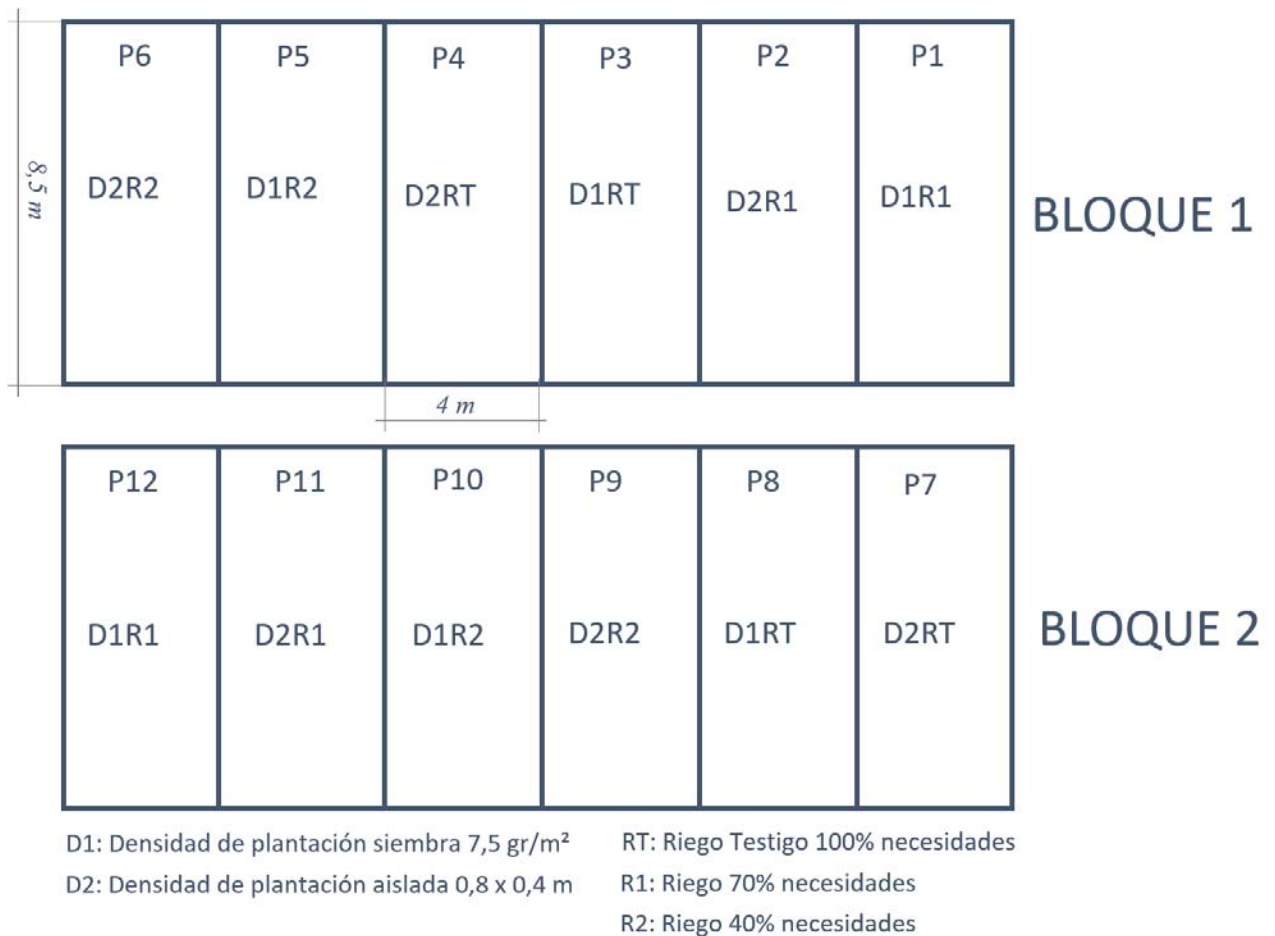 P6 P5 P4 P3 P2 P1
8,5 m
D2R2 D1R2 D2RT D1RT D2R1 D1R1
BLOQUE 1
4 m
P12 P11 P10 P9 P8 P7
D1R1 D2R1 D1R2 D2R2 D1RT D2RT
BLOQUE 2
D1: Densidad de plantación siembra 7,5 gr/m²
D2: Densidad de plantación aislada 0,8 x 0,4 m
RT: Riego Testigo 100% necesidades
R1: Riego 70% necesidades
R2: Riego 40% necesidades